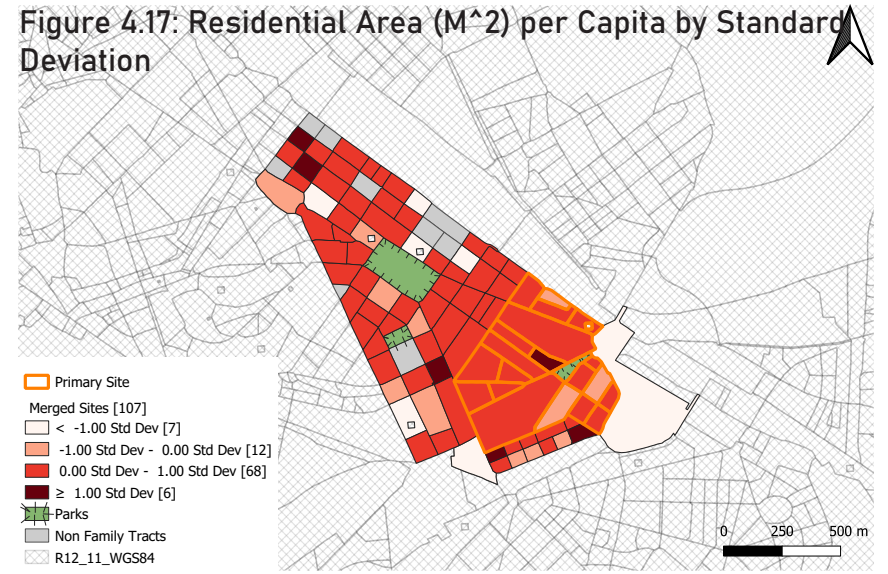 Figure 4.17: Residential Area (M^2) per Capita by Standard
Deviation
Primary Site
Merged Sites [107]
< -1.00 Std Dev [7]
-1.00 Std Dev - 0.00 Std Dev [12]
0.00 Std Dev - 1.00 Std Dev [68]
≥ 1.00 Std Dev [6]
Parks
Non Family Tracts
R12_11_WGS84
0 250 500 m